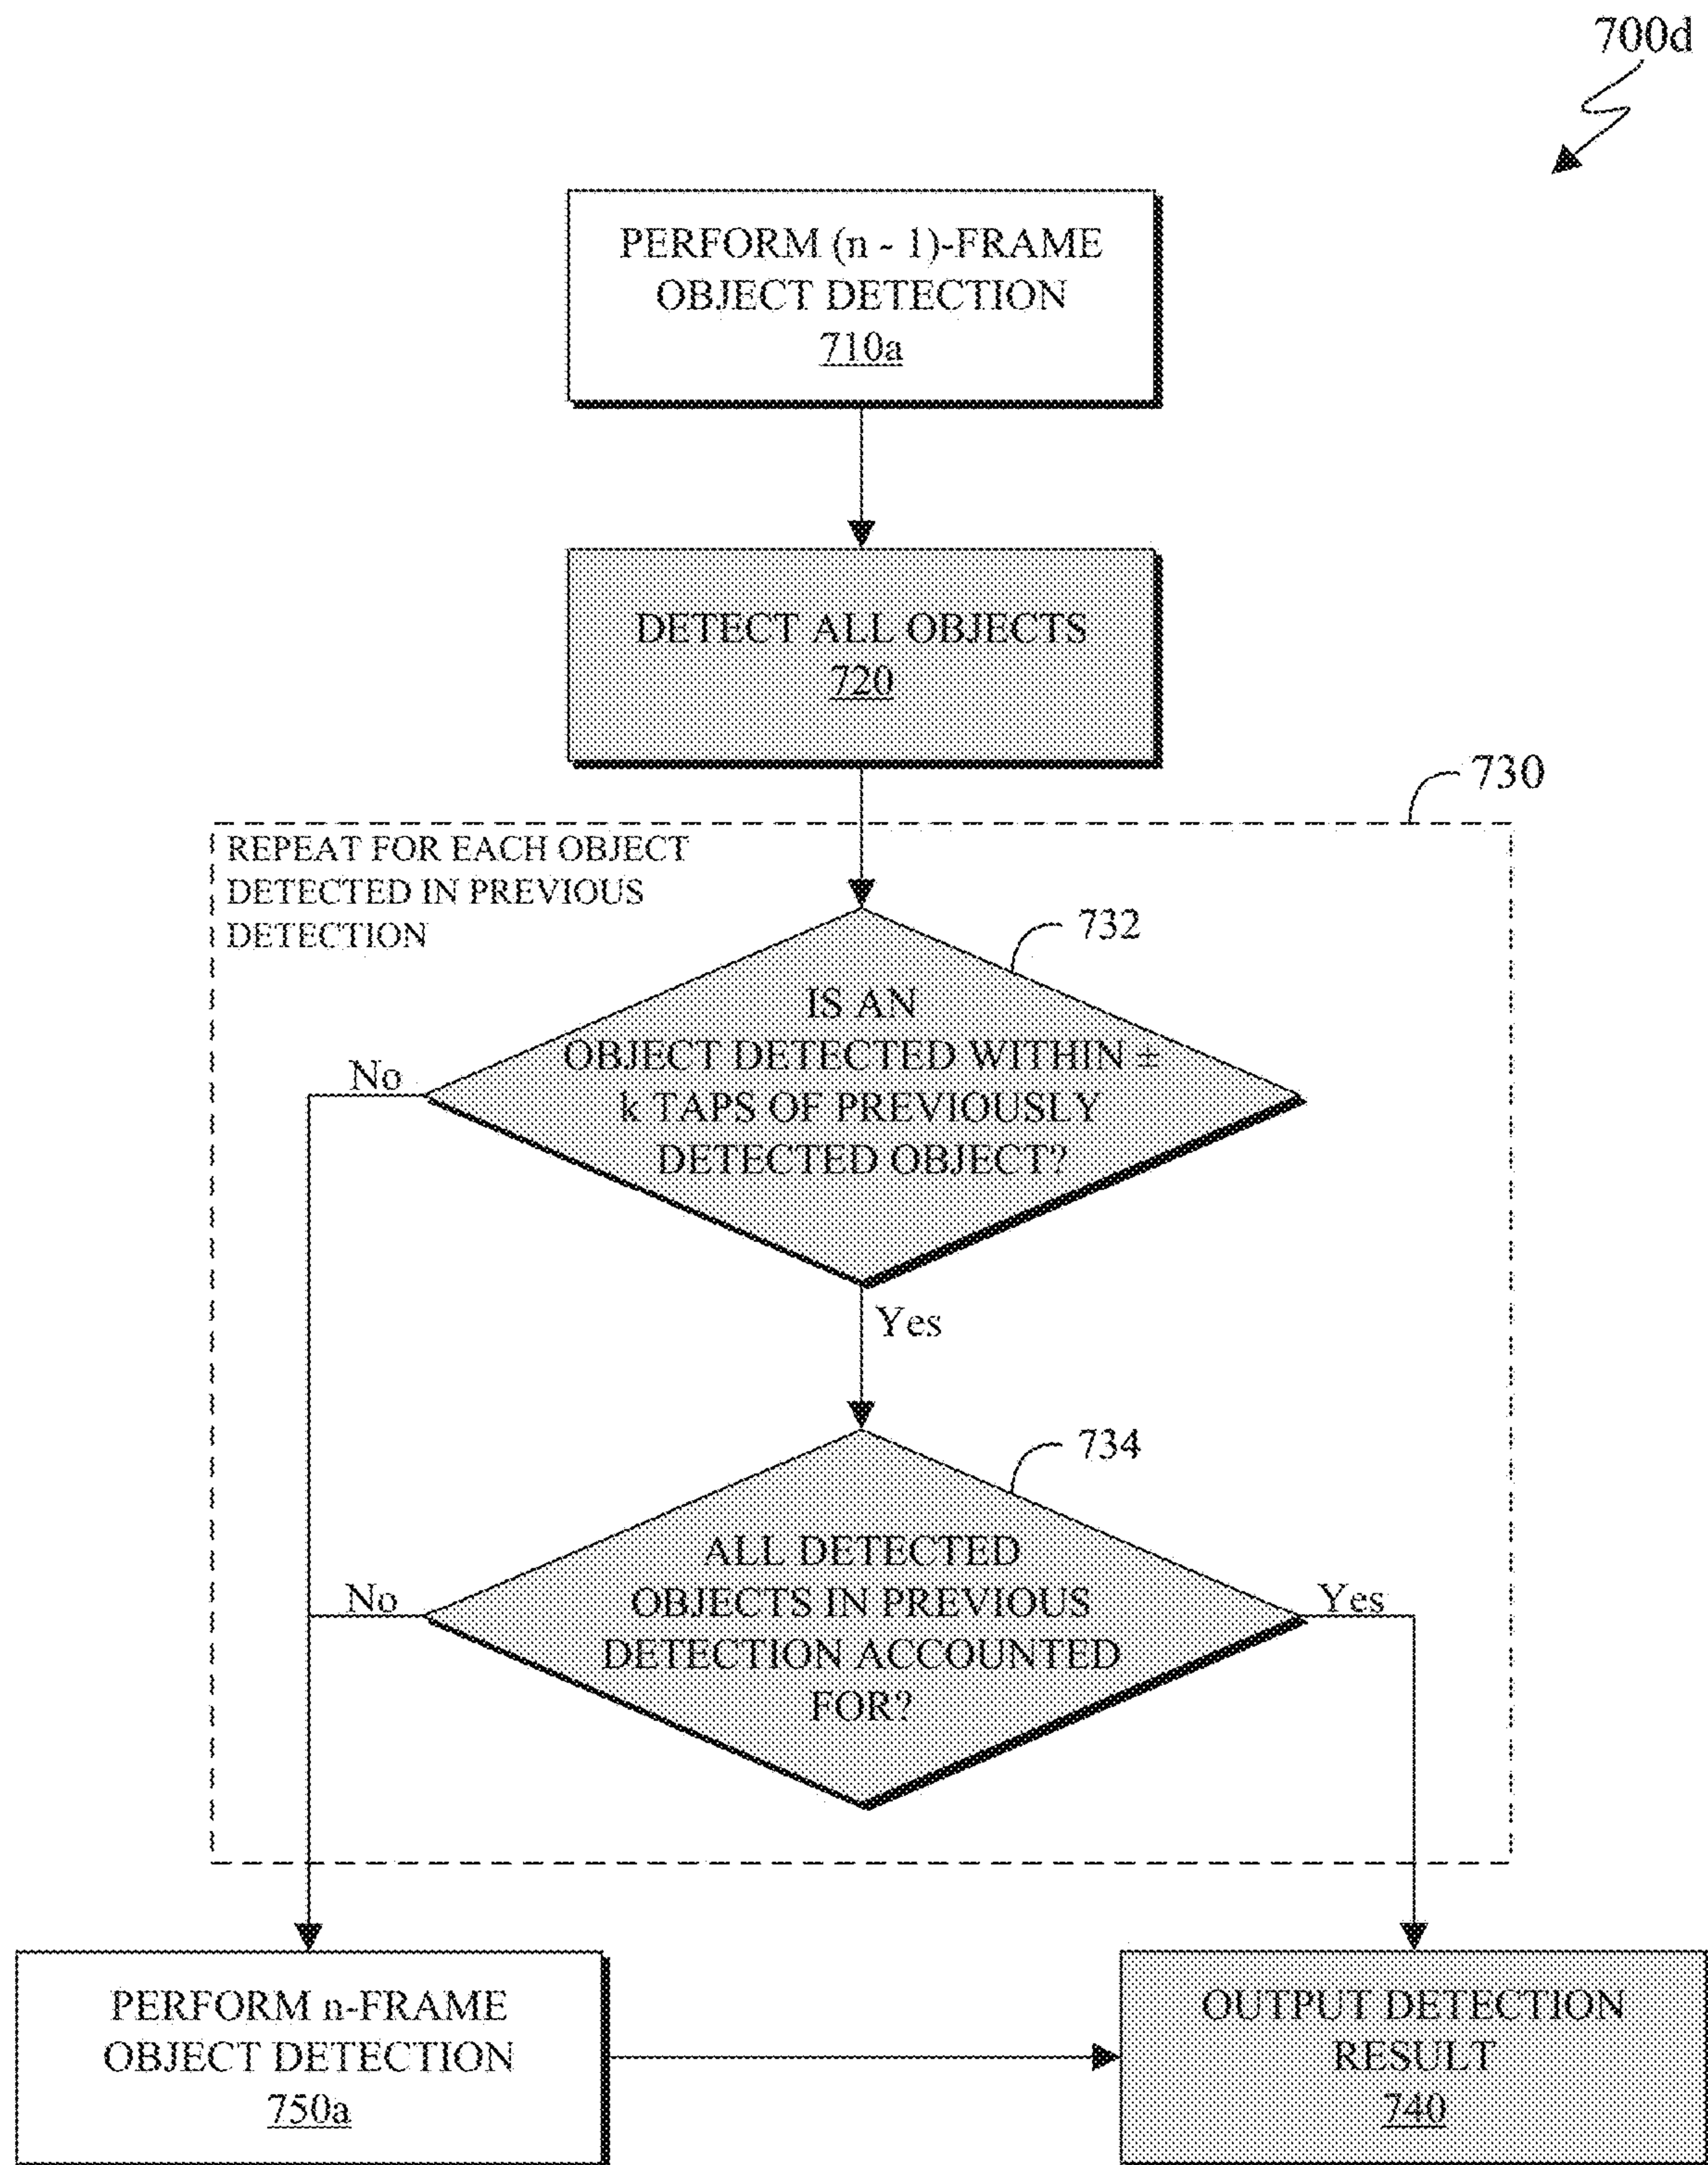 700d
PERFORM (n - 1)-FRAME
OBJECT DETECTION
710a
DETECT ALL OBJECTS
720
730
REPEAT FOR EACH OBJECT
DETECTED IN PREVIOUS
DETECTION
732
IS AN
OBJECT DETECTED WITHIN ±
k TAPS OF PREVIOUSLY
DETECTED OBJECT?
No
Yes
734
ALL DETECTED
OBJECTS IN PREVIOUS
DETECTION ACCOUNTED
FOR?
No
Yes
PERFORM n-FRAME
OBJECT DETECTION
750a
OUTPUT DETECTION
RESULT
740